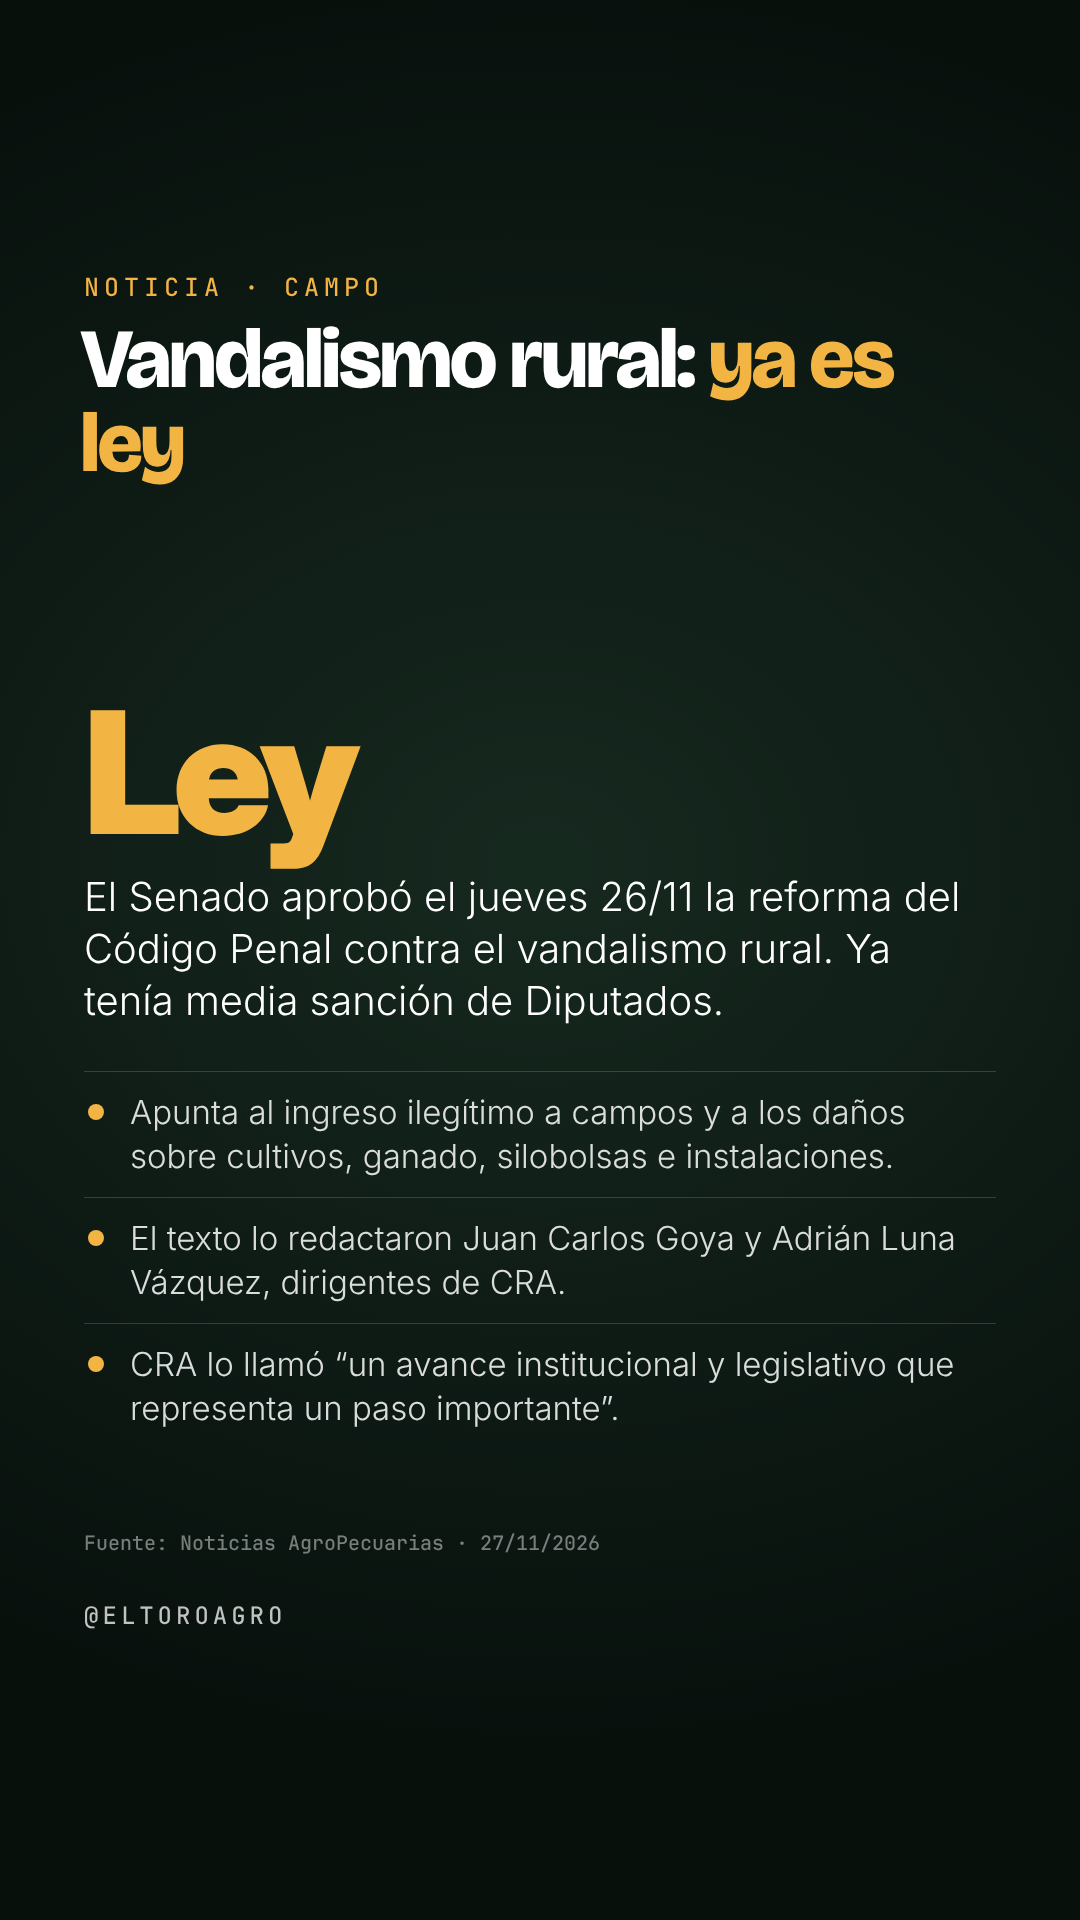 NOTICIA · CAMPO
Vandalismo rural: ya es
ley
Ley
El Senado aprobó el jueves 26/11 la reforma del
Código Penal contra el vandalismo rural. Ya
tenía media sanción de Diputados.
Apunta al ingreso ilegítimo a campos y a los daños
sobre cultivos, ganado, silobolsas e instalaciones.
El texto lo redactaron Juan Carlos Goya y Adrián Luna
Vázquez, dirigentes de CRA.
CRA lo llamó “un avance institucional y legislativo que
representa un paso importante”.
Fuente: Noticias AgroPecuarias · 27/11/2026
@ELTOROAGRO